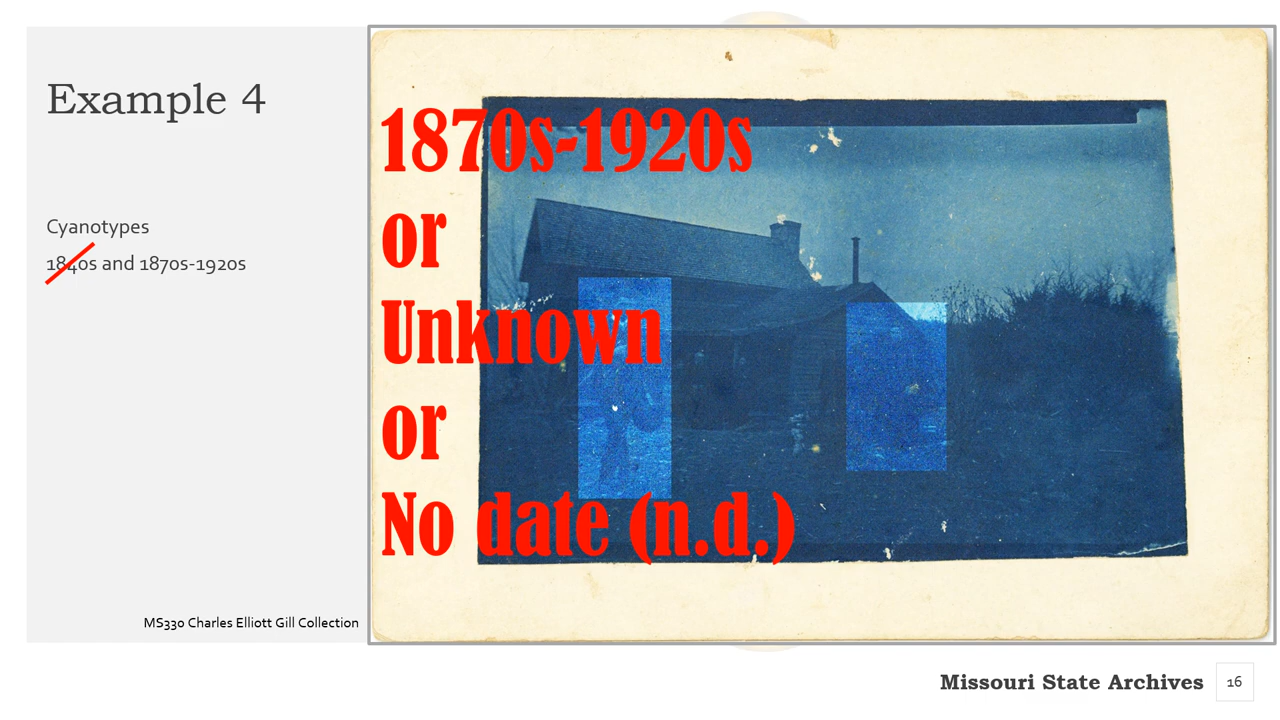 Example 4
Cyanotypes
1840s and 1870s-1920s
MS330 Charles Elliott Gill Collection
1870s-1920s
or
Unknown
or
No date (n.d.)
Missouri State Archives
16